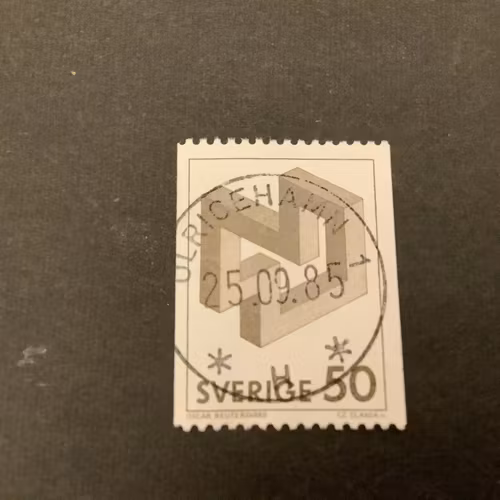 ULRICEHAMN 1
25.09.85
* H *
SVERIGE 50
OSCAR REUTERSVÄRD
CZ SLANIA